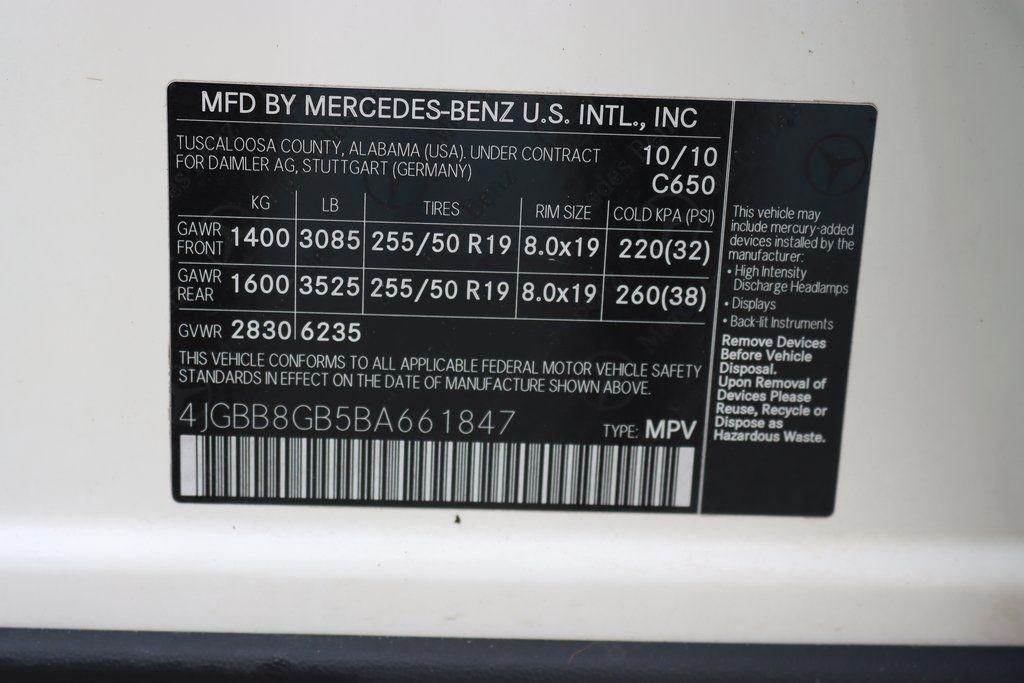 MFD BY MERCEDES-BENZ U.S. INTL., INC
TUSCALOOSA COUNTY, ALABAMA (USA). UNDER CONTRACT
FOR DAIMLER AG, STUTTGART (GERMANY)
10/10
C650
KG LB TIRES RIM SIZE COLD KPA (PSI)
GAWR FRONT 1400 3085 255/50 R19 8.0x19 220(32)
GAWR REAR 1600 3525 255/50 R19 8.0x19 260(38)
GVWR 2830 6235
THIS VEHICLE CONFORMS TO ALL APPLICABLE FEDERAL MOTOR VEHICLE SAFETY
STANDARDS IN EFFECT ON THE DATE OF MANUFACTURE SHOWN ABOVE.
4JGBB8GB5BA661847
TYPE: MPV
This vehicle may
include mercury-added
devices installed by the
manufacturer:
• High Intensity
Discharge Headlamps
• Displays
• Back-lit Instruments
Remove Devices
Before Vehicle
Disposal.
Upon Removal of
Devices Please
Reuse, Recycle or
Dispose as
Hazardous Waste.